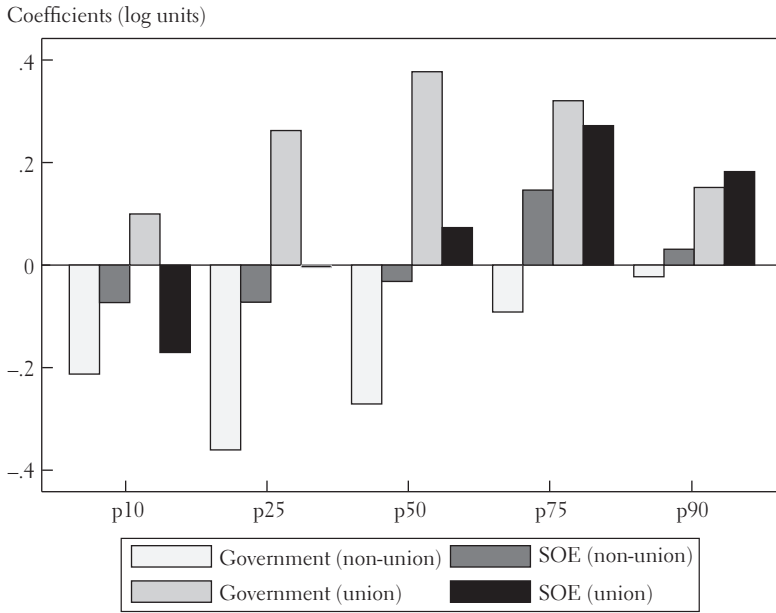 Coefficients (log units)
.4
.2
0
–.2
–.4
p10 p25 p50 p75 p90
Government (non-union) SOE (non-union)
Government (union) SOE (union)